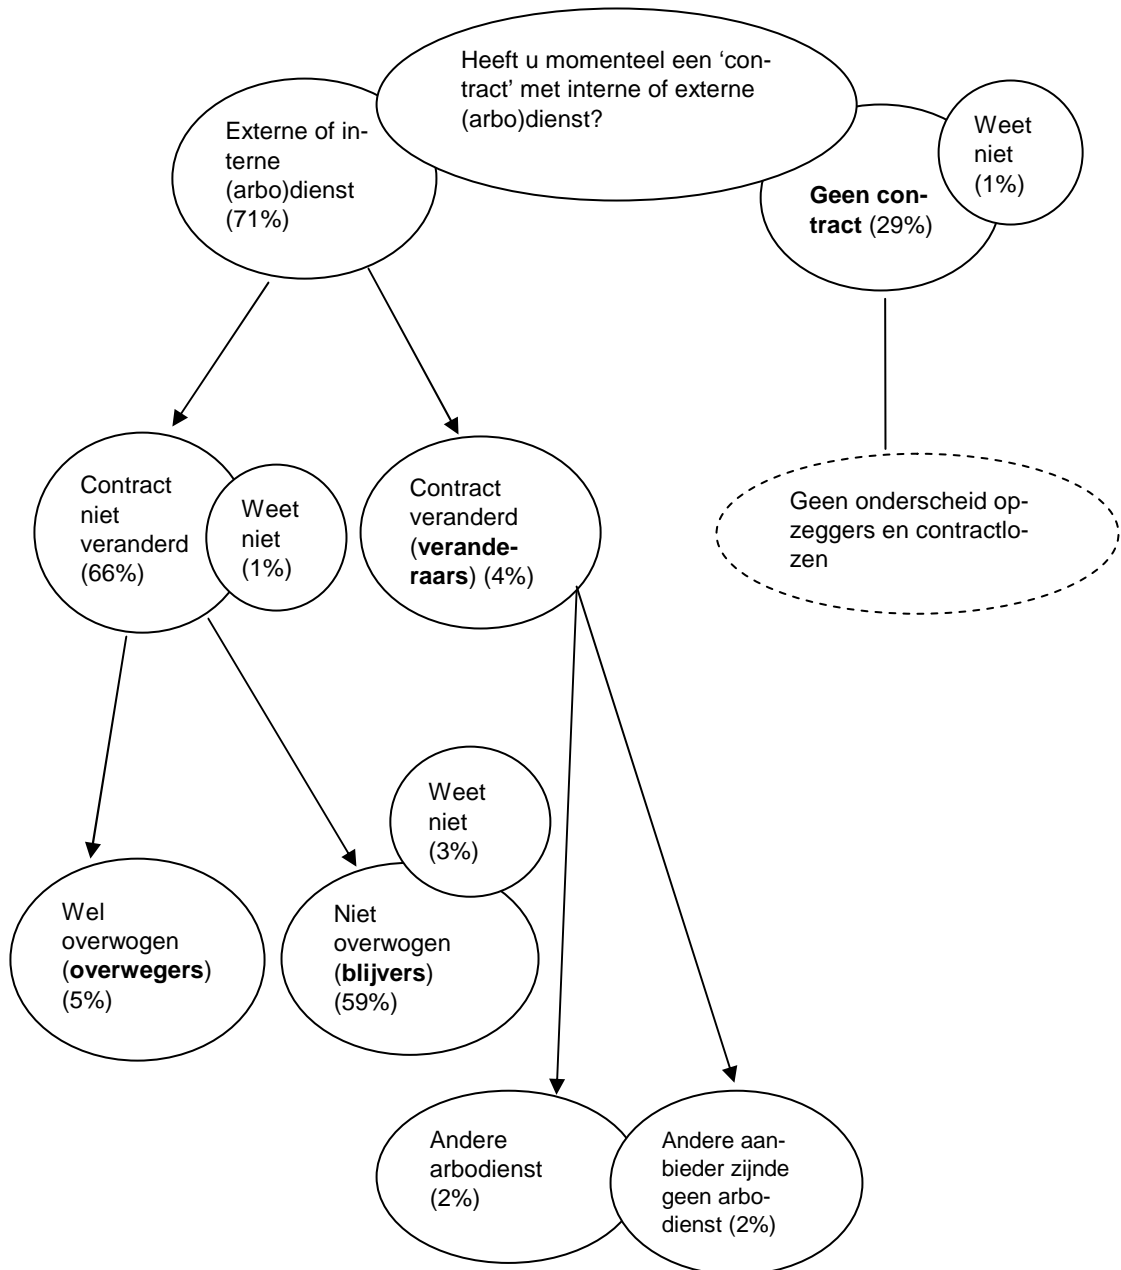 Heeft u momenteel een ‘con-
tract’ met interne of externe
(arbo)dienst?
Externe of in-
terne
(arbo)dienst
(71%)
Weet
niet
(1%)
Geen con-
tract (29%)
Contract
niet
veranderd
(66%)
Weet
niet
(1%)
Contract
veranderd
(verande-
raars) (4%)
Geen onderscheid op-
zeggers en contractlo-
zen
Weet
niet
(3%)
Wel
overwogen
(overwegers)
(5%)
Niet
overwogen
(blijvers)
(59%)
Andere
arbodienst
(2%)
Andere aan-
bieder zijnde
geen arbo-
dienst (2%)